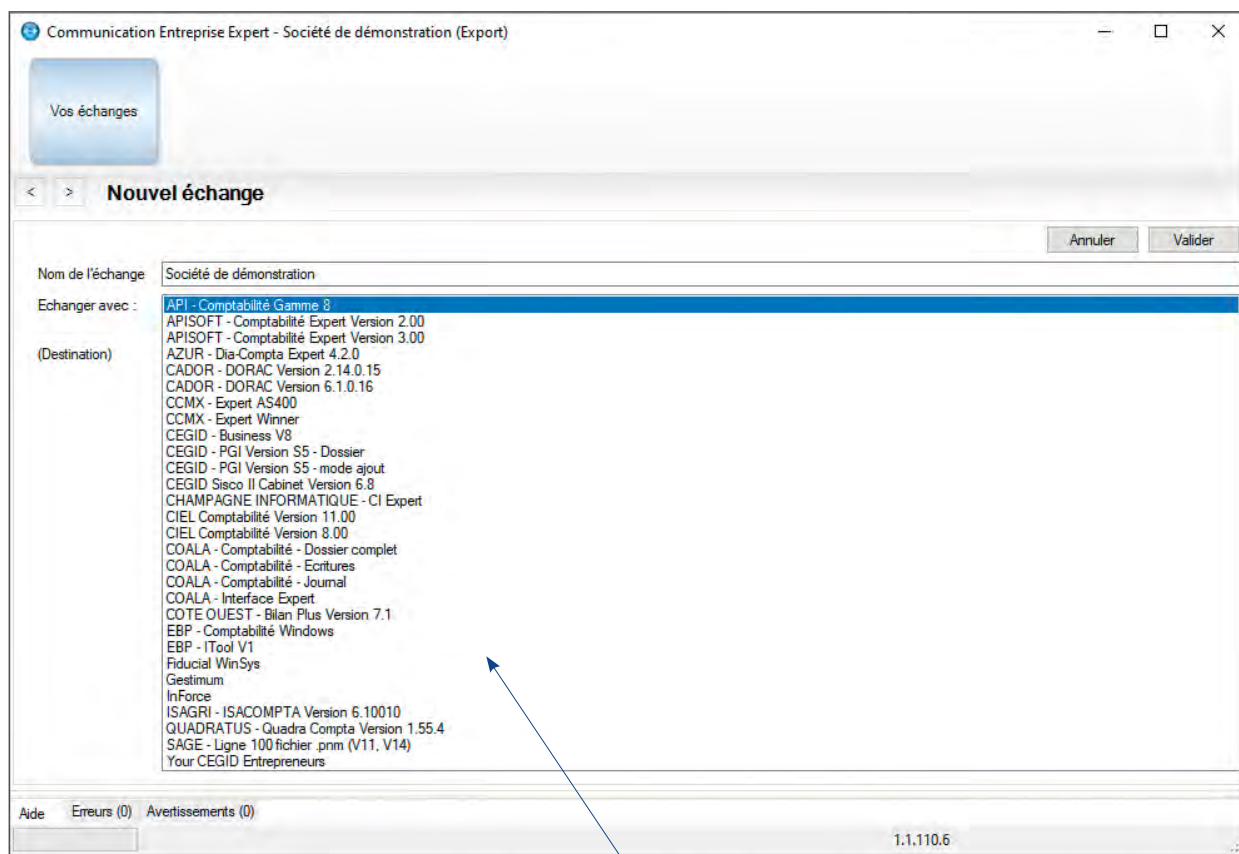 Communication Entreprise Expert - Société de démonstration (Export)
Vos échanges
< > Nouvel échange
Annuler Valider
Nom de l'échange Société de démonstration
Echanger avec :
(Destination)
API - Comptabilité Gamme 8
APISOFT - Comptabilité Expert Version 2.00
APISOFT - Comptabilité Expert Version 3.00
AZUR - Dia-Compta Expert 4.2.0
CADOR - DORAC Version 2.14.0.15
CADOR - DORAC Version 6.1.0.16
CCMX - Expert AS400
CCMX - Expert Winner
CEGID - Business V8
CEGID - PGI Version S5 - Dossier
CEGID - PGI Version S5 - mode ajout
CEGID Sisco II Cabinet Version 6.8
CHAMPAGNE INFORMATIQUE - CI Expert
CIEL Comptabilité Version 11.00
CIEL Comptabilité Version 8.00
COALA - Comptabilité - Dossier complet
COALA - Comptabilité - Ecritures
COALA - Comptabilité - Journal
COALA - Interface Expert
COTE OUEST - Bilan Plus Version 7.1
EBP - Comptabilité Windows
EBP - ITool V1
Fiducial WinSys
Gestimum
InForce
ISAGRI - ISACOMPTA Version 6.10010
QUADRATUS - Quadra Compta Version 1.55.4
SAGE - Ligne 100 fichier .pnm (V11, V14)
Your CEGID Entrepreneurs
Aide Erreurs (0) Avertissements (0)
1.1.110.6